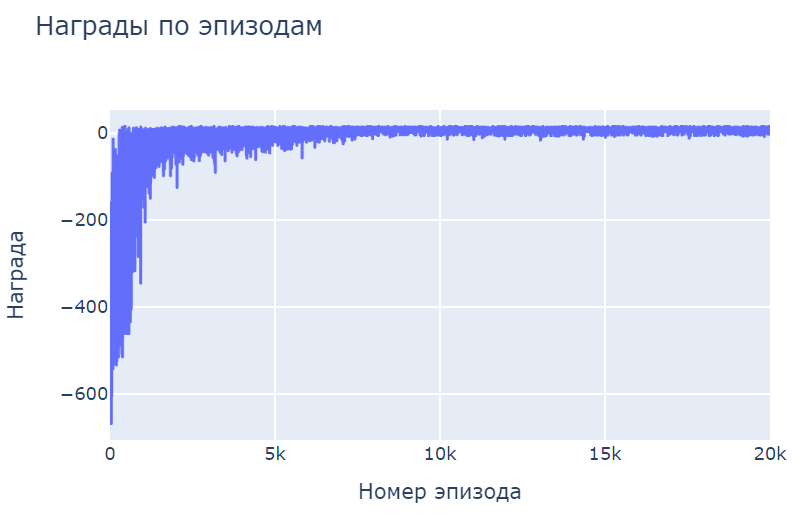 Награды по эпизодам
0
−200
−400
−600
Награда
0
5k
10k
15k
20k
Номер эпизода